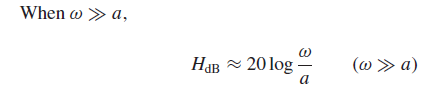 When ω ≫ a,
H_dB ≈ 20 log ω/a (ω ≫ a)